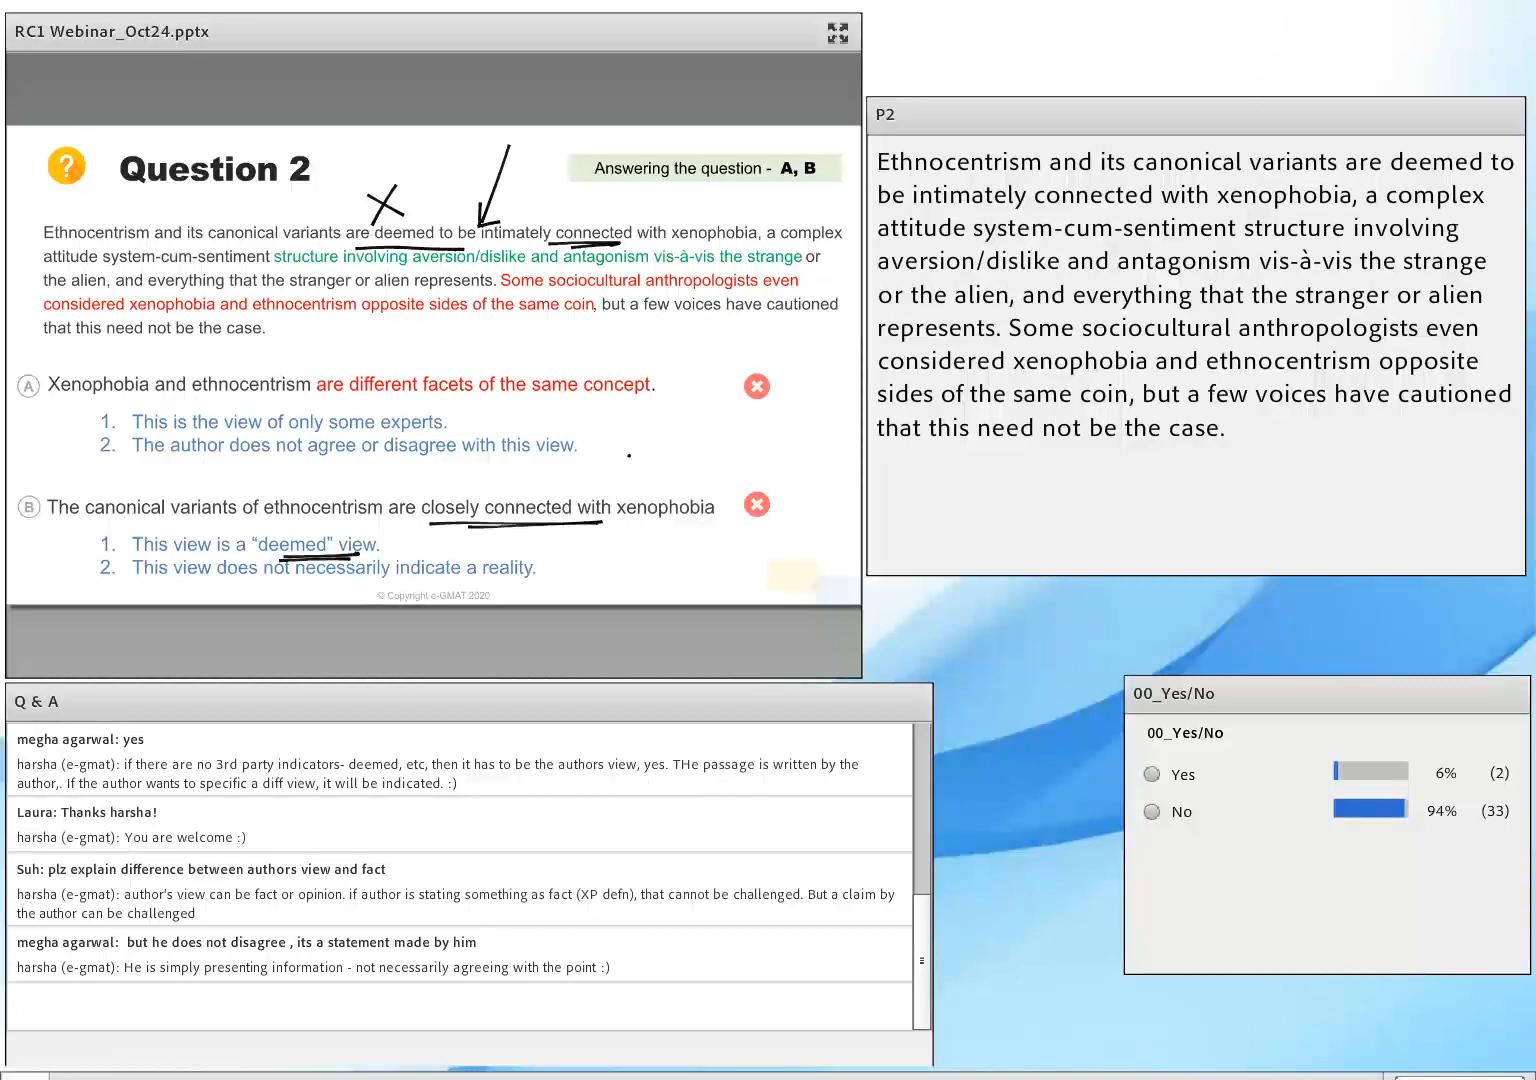 RC1 Webinar_Oct24.pptx
?
Question 2
Answering the question - A, B
Ethnocentrism and its canonical variants are deemed to be intimately connected with xenophobia, a complex
attitude system-cum-sentiment structure involving aversion/dislike and antagonism vis-à-vis the strange or
the alien, and everything that the stranger or alien represents. Some sociocultural anthropologists even
considered xenophobia and ethnocentrism opposite sides of the same coin, but a few voices have cautioned
that this need not be the case.
A Xenophobia and ethnocentrism are different facets of the same concept.
1. This is the view of only some experts.
2. The author does not agree or disagree with this view.
B The canonical variants of ethnocentrism are closely connected with xenophobia
1. This view is a “deemed” view.
2. This view does not necessarily indicate a reality.
© Copyright e-GMAT 2020
P2
Ethnocentrism and its canonical variants are deemed to
be intimately connected with xenophobia, a complex
attitude system-cum-sentiment structure involving
aversion/dislike and antagonism vis-à-vis the strange
or the alien, and everything that the stranger or alien
represents. Some sociocultural anthropologists even
considered xenophobia and ethnocentrism opposite
sides of the same coin, but a few voices have cautioned
that this need not be the case.
Q & A
megha agarwal: yes
harsha (e-gmat): if there are no 3rd party indicators- deemed, etc, then it has to be the authors view, yes. THe passage is written by the
author,. If the author wants to specific a diff view, it will be indicated. :)
Laura: Thanks harsha!
harsha (e-gmat): You are welcome :)
Suh: plz explain difference between authors view and fact
harsha (e-gmat): author's view can be fact or opinion. if author is stating something as fact (XP defn), that cannot be challenged. But a claim by
the author can be challenged
megha agarwal: but he does not disagree , its a statement made by him
harsha (e-gmat): He is simply presenting information - not necessarily agreeing with the point :)
00_Yes/No
00_Yes/No
Yes 6% (2)
No 94% (33)